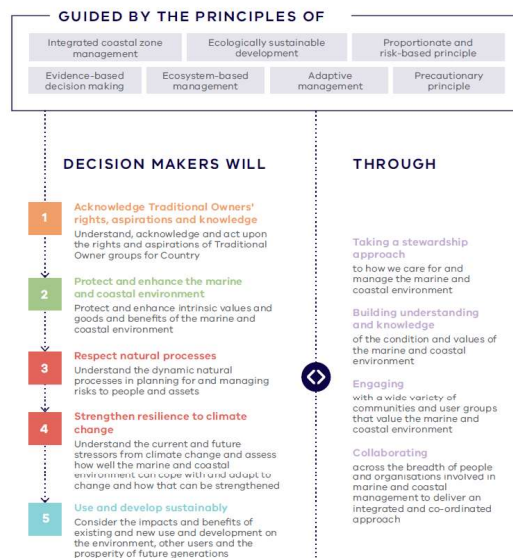 GUIDED BY THE PRINCIPLES OF
Integrated coastal zone
management
Ecologically sustainable
development
Proportionate and
risk-based principle
Evidence-based
decision making
Ecosystem-based
management
Adaptive
management
Precautionary
principle
DECISION MAKERS WILL
1
Acknowledge Traditional Owners'
rights, aspirations and knowledge
Understand, acknowledge and act upon
the rights and aspirations of Traditional
Owner groups for Country
2
Protect and enhance the marine
and coastal environment
Protect and enhance intrinsic values and
goods and benefits of the marine and
coastal environment
3
Respect natural processes
Understand the dynamic natural
processes in planning for and managing
risks to people and assets
4
Strengthen resilience to climate
change
Understand the current and future
stressors from climate change and assess
how well the marine and coastal
environment can cope with and adapt to
change and how that can be strengthened
5
Use and develop sustainably
Consider the impacts and benefits of
existing and new use and development on
the environment, other users and the
prosperity of future generations
THROUGH
Taking a stewardship
approach
to how we care for and
manage the marine and
coastal environment
Building understanding
and knowledge
of the condition and values of
the marine and coastal
environment
Engaging
with a wide variety of
communities and user groups
that value the marine and
coastal environment
Collaborating
across the breadth of people
and organisations involved in
marine and coastal
management to deliver an
integrated and co-ordinated
approach